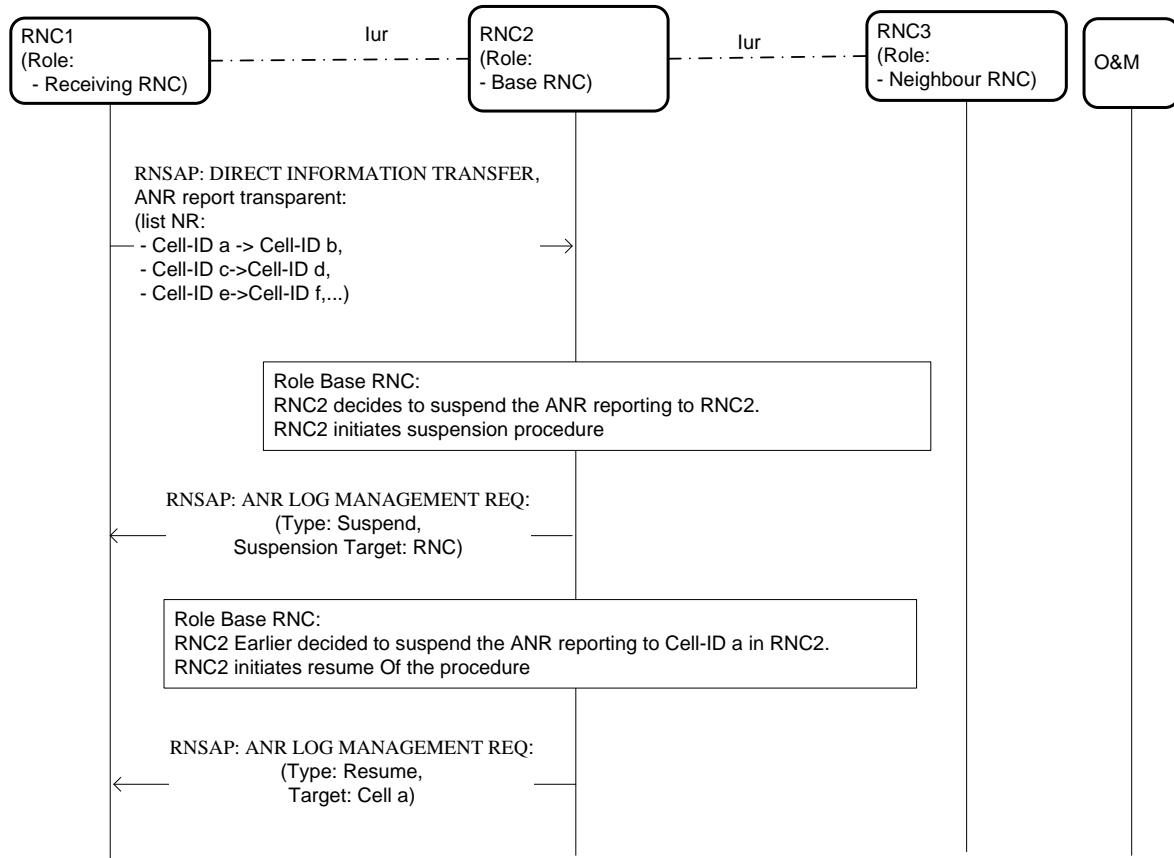 RNC1
(Role:
- Receiving RNC)
Iur
RNC2
(Role:
- Base RNC)
Iur
RNC3
(Role:
- Neighbour RNC)
O&M
RNSAP: DIRECT INFORMATION TRANSFER,
ANR report transparent:
(list NR:
- Cell-ID a -> Cell-ID b,
- Cell-ID c->Cell-ID d,
- Cell-ID e->Cell-ID f,...)
Role Base RNC:
RNC2 decides to suspend the ANR reporting to RNC2.
RNC2 initiates suspension procedure
RNSAP: ANR LOG MANAGEMENT REQ:
(Type: Suspend,
Suspension Target: RNC)
Role Base RNC:
RNC2 Earlier decided to suspend the ANR reporting to Cell-ID a in RNC2.
RNC2 initiates resume Of the procedure
RNSAP: ANR LOG MANAGEMENT REQ:
(Type: Resume,
Target: Cell a)